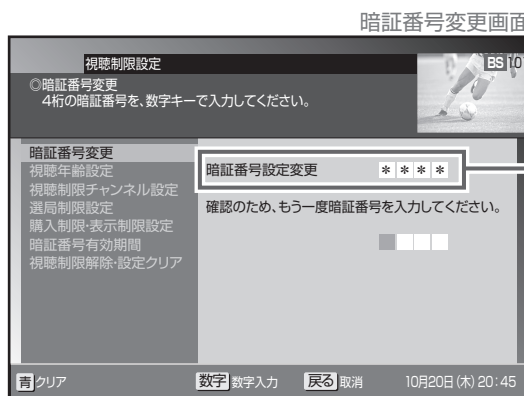 暗証番号変更画面
視聴制限設定
BS 10
◎暗証番号変更
4桁の暗証番号を、数字キーで入力してください。
暗証番号変更
視聴年齢設定
視聴制限チャンネル設定
選局制限設定
購入制限・表示制限設定
暗証番号有効期間
視聴制限解除・設定クリア
暗証番号設定変更 * * * *
確認のため、もう一度暗証番号を入力してください。
青 クリア 数字 数字入力 戻る 取消 10月20日(木)20:45